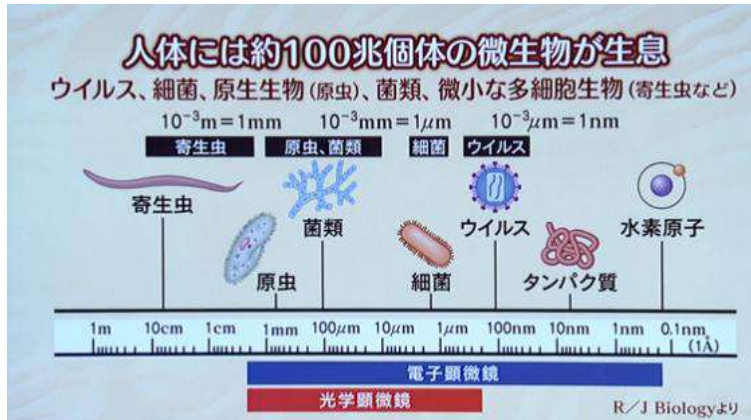 人体には約100兆個体の微生物が生息
ウイルス、細菌、原生生物(原虫)、菌類、微小な多細胞生物(寄生虫など)
10⁻³m=1mm 10⁻³mm=1μm 10⁻³μm=1nm
寄生虫 原虫、菌類 細菌 ウイルス
寄生虫 菌類 ウイルス 水素原子
原虫 細菌 タンパク質
1m 10cm 1cm 1mm 100μm 10μm 1μm 100nm 10nm 1nm 0.1nm
(1Å)
電子顕微鏡
光学顕微鏡
R/J Biologyより